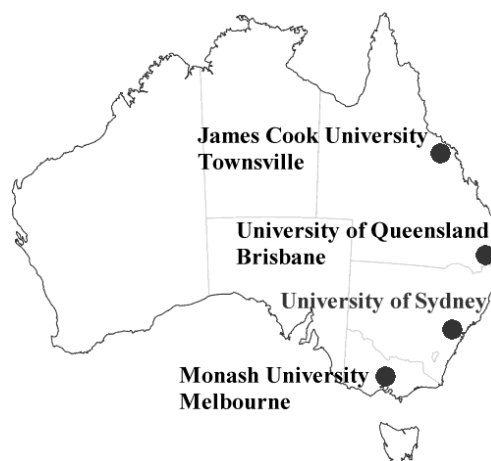 James Cook University
Townsville
University of Queensland
Brisbane
University of Sydney
Monash University
Melbourne